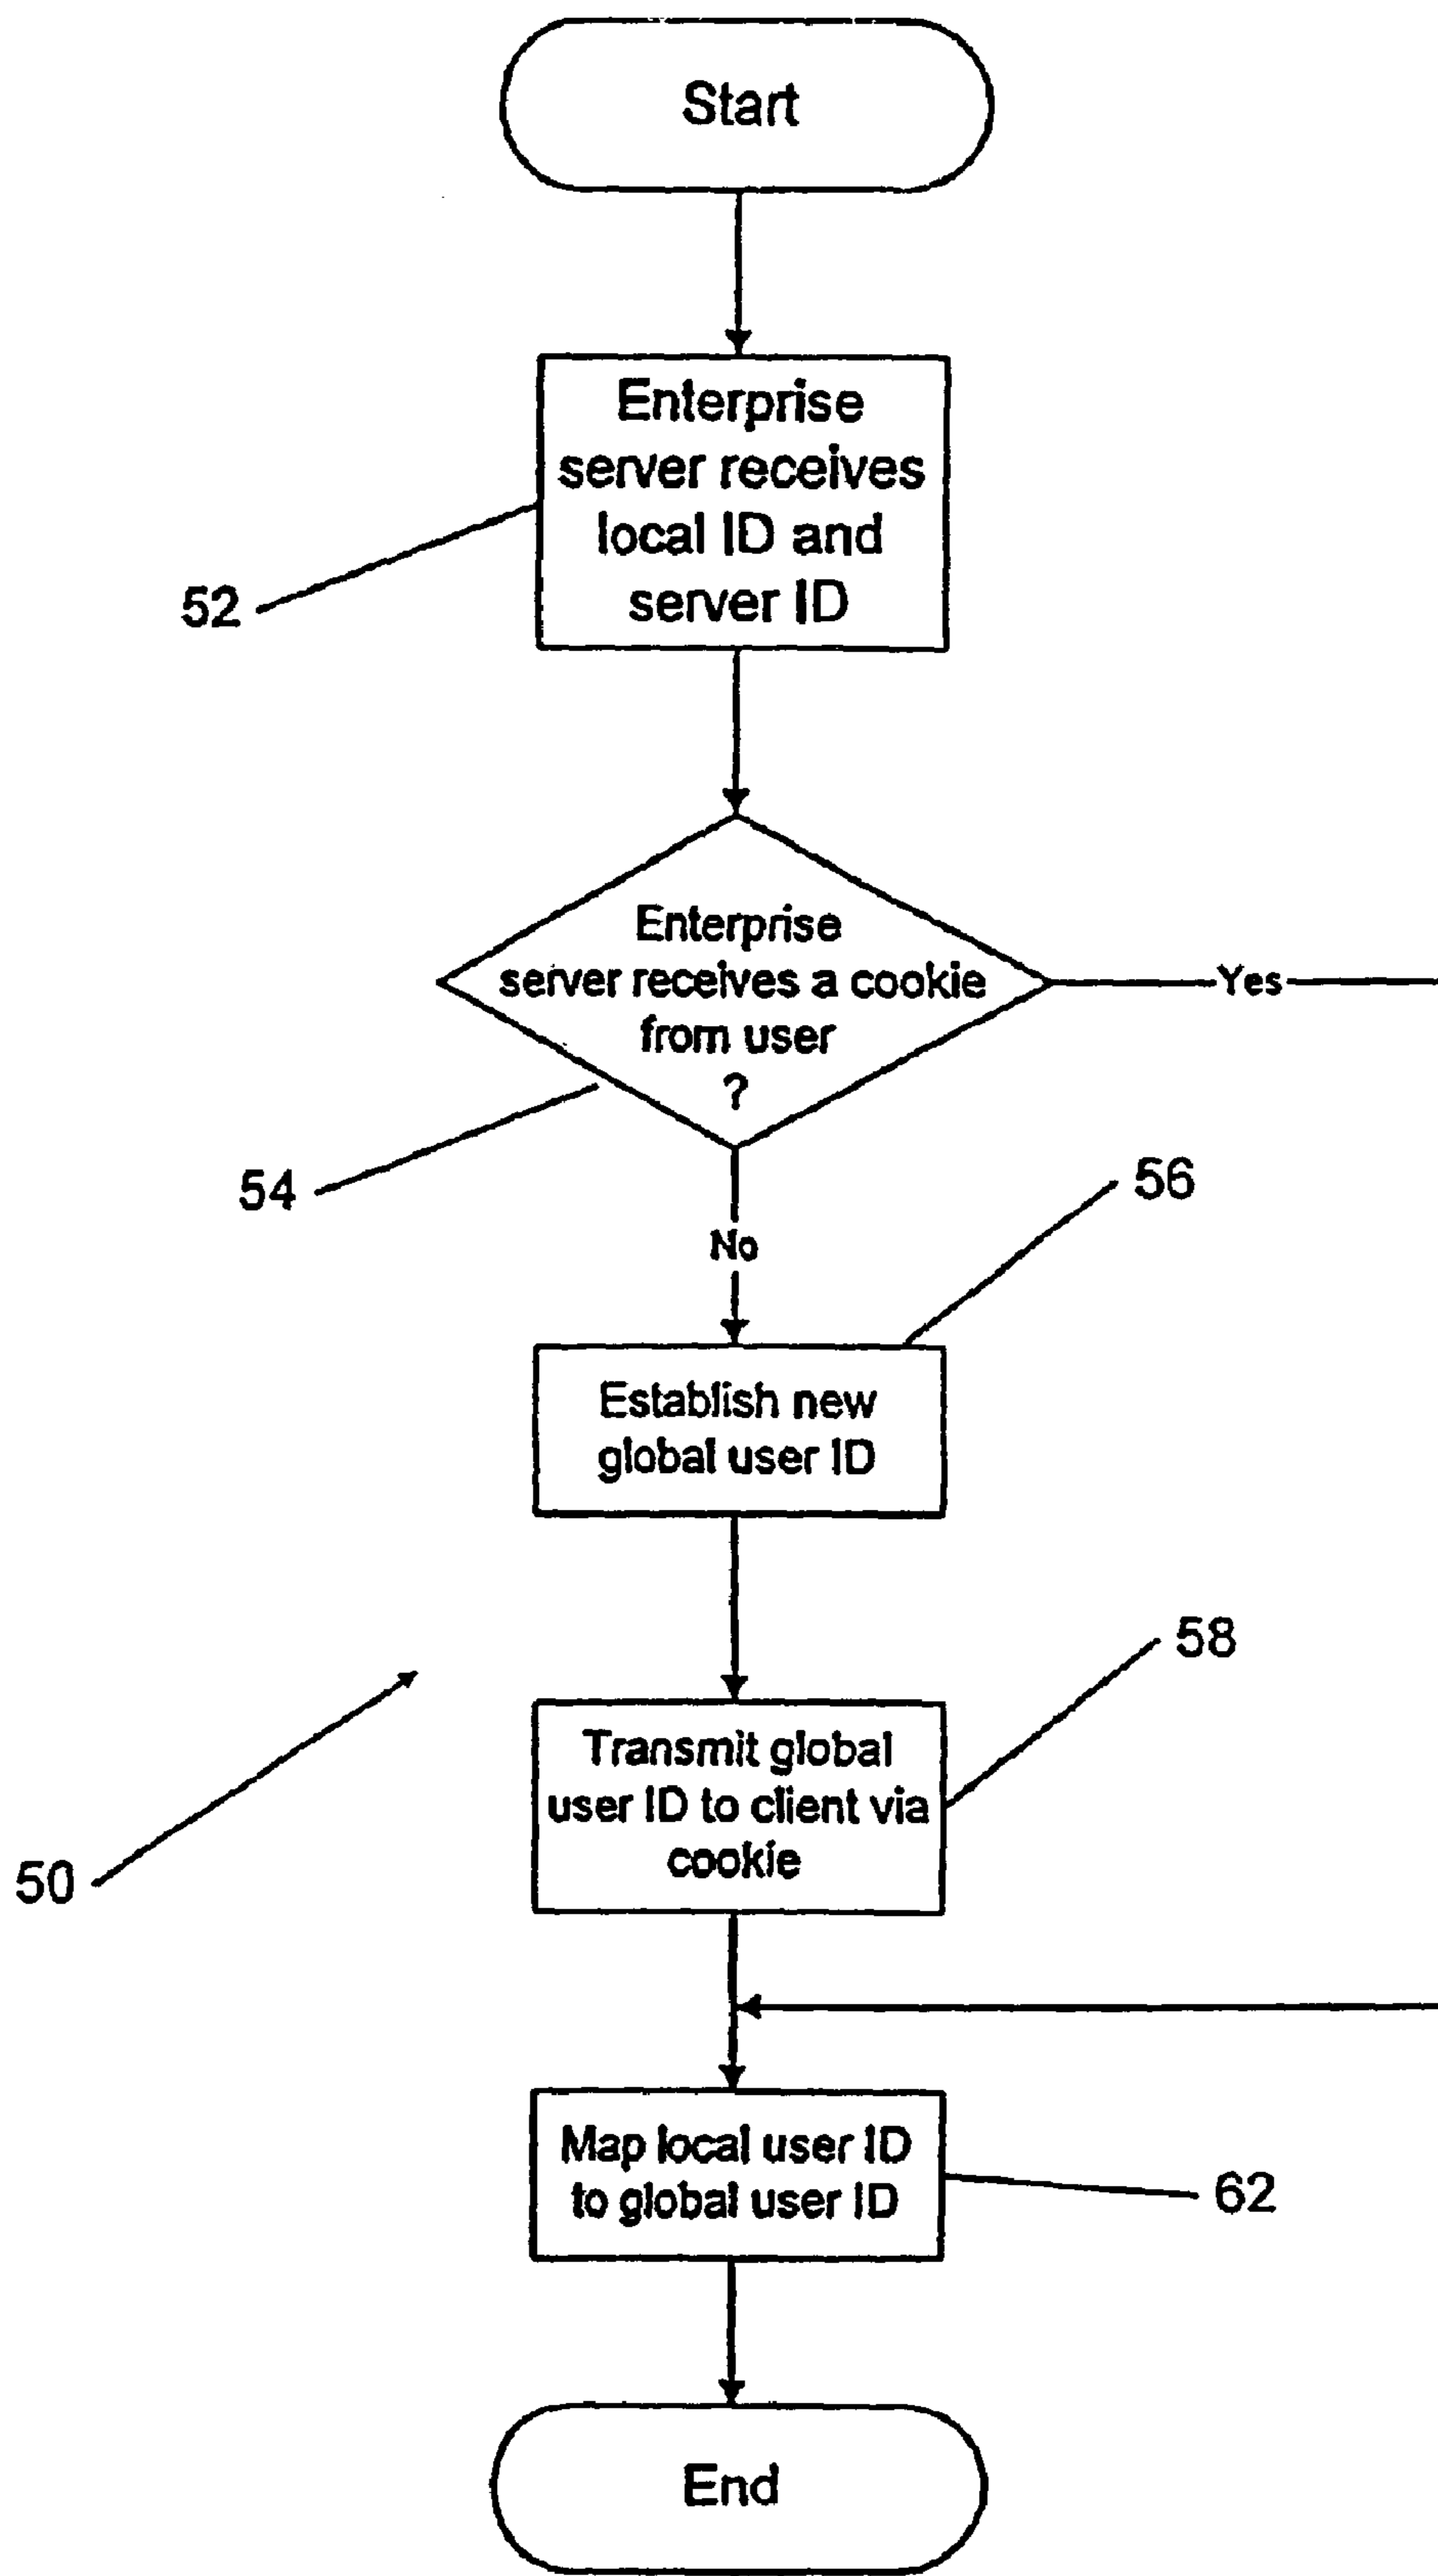 Start
Enterprise
server receives
local ID and
server ID
52
Enterprise
server receives a cookie
from user
?
Yes
54
56
No
Establish new
global user ID
58
Transmit global
user ID to client via
cookie
50
Map local user ID
to global user ID
62
End